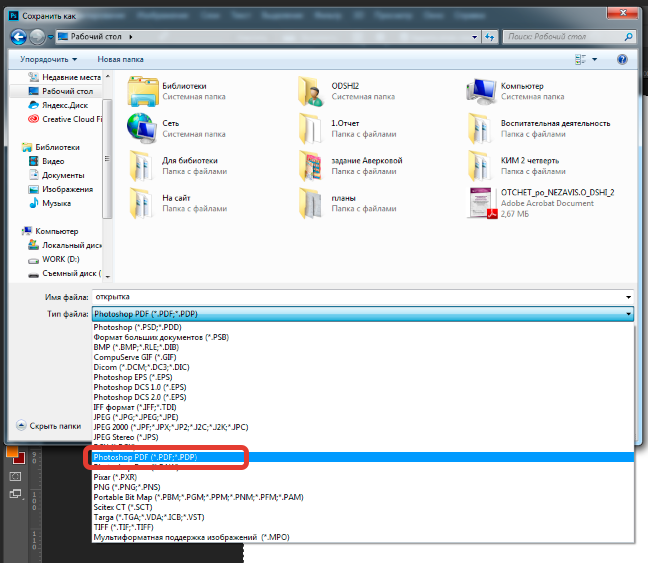 Сохранить как
Рабочий стол
Поиск: Рабочий стол
Упорядочить
Новая папка
Недавние места
Рабочий стол
Яндекс.Диск
Creative Cloud Fi
Библиотеки
Видео
Документы
Изображения
Музыка
Компьютер
Локальный диск
WORK (D:)
Съемный диск (
Библиотеки
Системная папка
ODSHI2
Системная папка
Компьютер
Системная папка
Сеть
Системная папка
1.Отчет
Папка с файлами
Воспитательная деятельность
Папка с файлами
Для библиотеки
Папка с файлами
задание Аверковой
Папка с файлами
КИМ 2 четверть
Папка с файлами
На сайт
Папка с файлами
планы
Папка с файлами
OTCHET_po_NEZAVIS.O_DSHI_2
Adobe Acrobat Document
2,67 МБ
Имя файла: открытка
Тип файла: Photoshop PDF (*.PDF;*.PDP)
Photoshop (*.PSD;*.PDD)
Формат больших документов (*.PSB)
BMP (*.BMP;*.RLE;*.DIB)
CompuServe GIF (*.GIF)
Dicom (*.DCM;*.DC3;*.DIC)
Photoshop EPS (*.EPS)
Photoshop DCS 1.0 (*.EPS)
Photoshop DCS 2.0 (*.EPS)
IFF формат (*.IFF;*.TDI)
JPEG (*.JPG;*.JPEG;*.JPE)
JPEG 2000 (*.JPF;*.JPX;*.JP2;*.J2C;*.J2K;*.JPC)
JPEG Stereo (*.JPS)
Photoshop PDF (*.PDF;*.PDP)
Pixar (*.PXR)
PNG (*.PNG;*.PNS)
Portable Bit Map (*.PBM;*.PGM;*.PPM;*.PNM;*.PFM;*.PAM)
Scitex CT (*.SCT)
Targa (*.TGA;*.VDA;*.ICB;*.VST)
TIFF (*.TIF;*.TIFF)
Мультиформатная поддержка изображений (*.MPO)
Скрыть папки